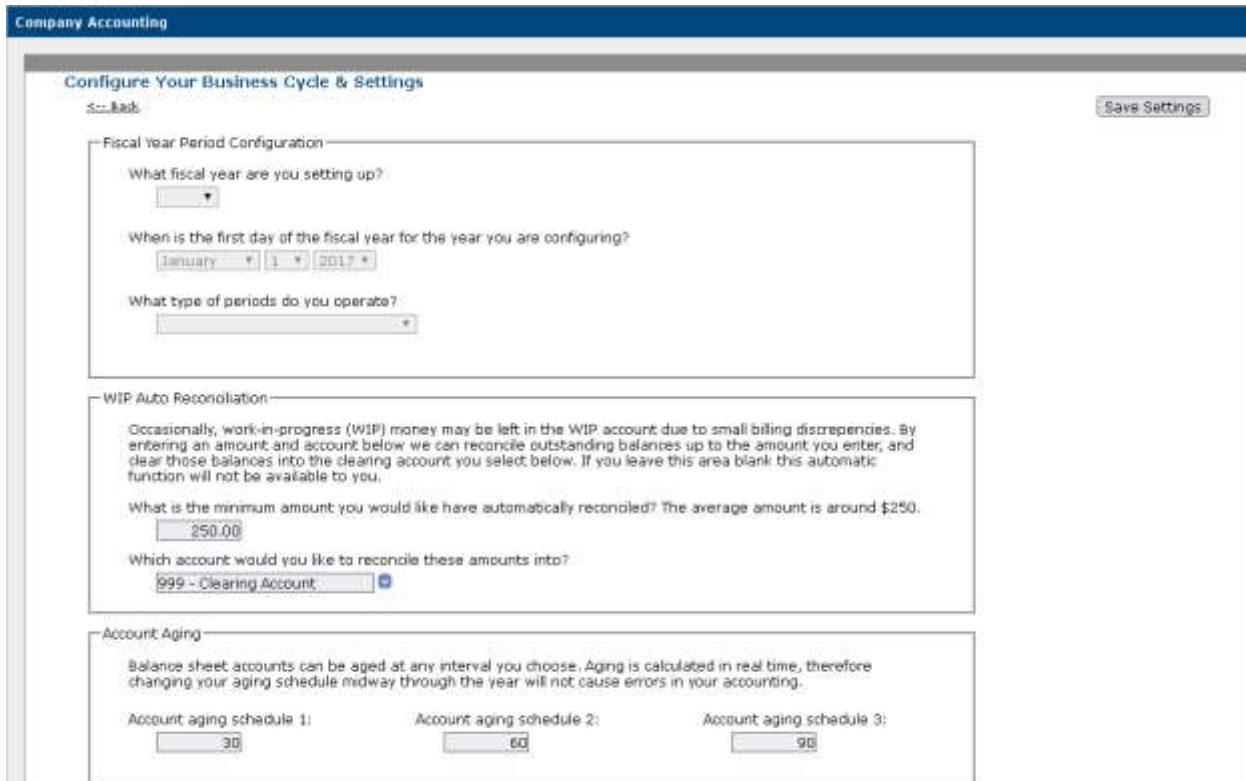 Company Accounting
Configure Your Business Cycle & Settings
<-- Back
Save Settings
Fiscal Year Period Configuration
What fiscal year are you setting up?
When is the first day of the fiscal year for the year you are configuring?
January 1 2017
What type of periods do you operate?
WIP Auto Reconciliation
Occasionally, work-in-progress (WIP) money may be left in the WIP account due to small billing discrepencies. By
entering an amount and account below we can reconcile outstanding balances up to the amount you enter, and
clear those balances into the clearing account you select below. If you leave this area blank this automatic
function will not be available to you.
What is the minimum amount you would like have automatically reconciled? The average amount is around $250.
250.00
Which account would you like to reconcile these amounts into?
999 - Clearing Account
Account Aging
Balance sheet accounts can be aged at any interval you choose. Aging is calculated in real time, therefore
changing your aging schedule midway through the year will not cause errors in your accounting.
Account aging schedule 1: Account aging schedule 2: Account aging schedule 3:
30 60 90